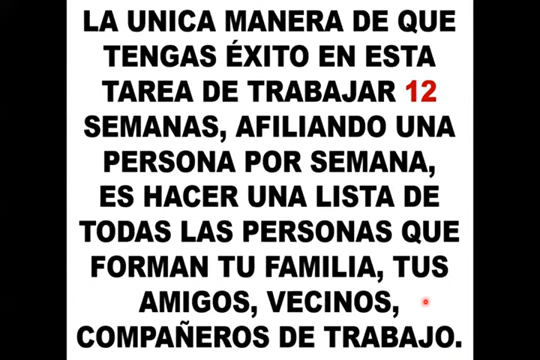 LA UNICA MANERA DE QUE
TENGAS ÉXITO EN ESTA
TAREA DE TRABAJAR 12
SEMANAS, AFILIANDO UNA
PERSONA POR SEMANA,
ES HACER UNA LISTA DE
TODAS LAS PERSONAS QUE
FORMAN TU FAMILIA, TUS
AMIGOS, VECINOS,
COMPAÑEROS DE TRABAJO.